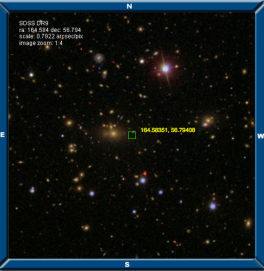 N
SDSS DR9
ra: 164.584 dec: 56.794
scale: 0.7922 arcsec/pix
image zoom: 1:4
164.58351, 56.79408
E
W
S